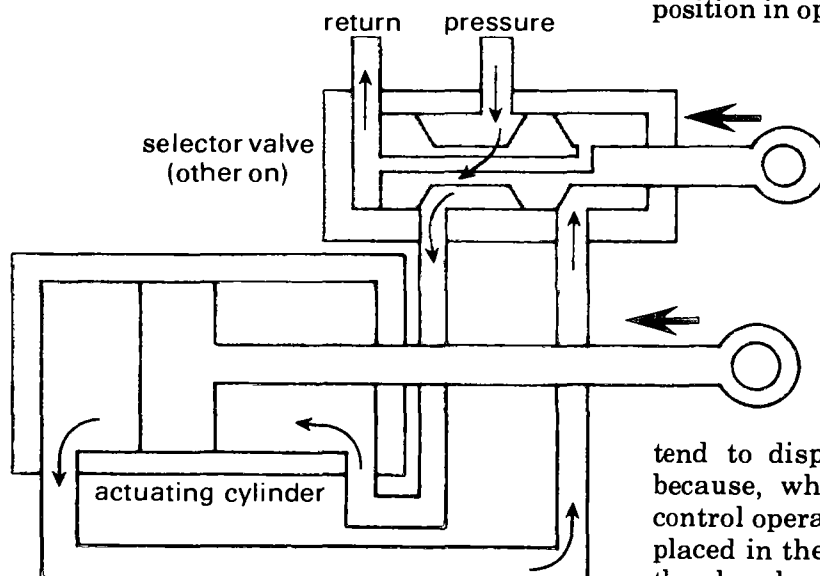 position in op
return pressure
selector valve
(other on)
actuating cylinder
tend to disp
because, wh
control opera
placed in the